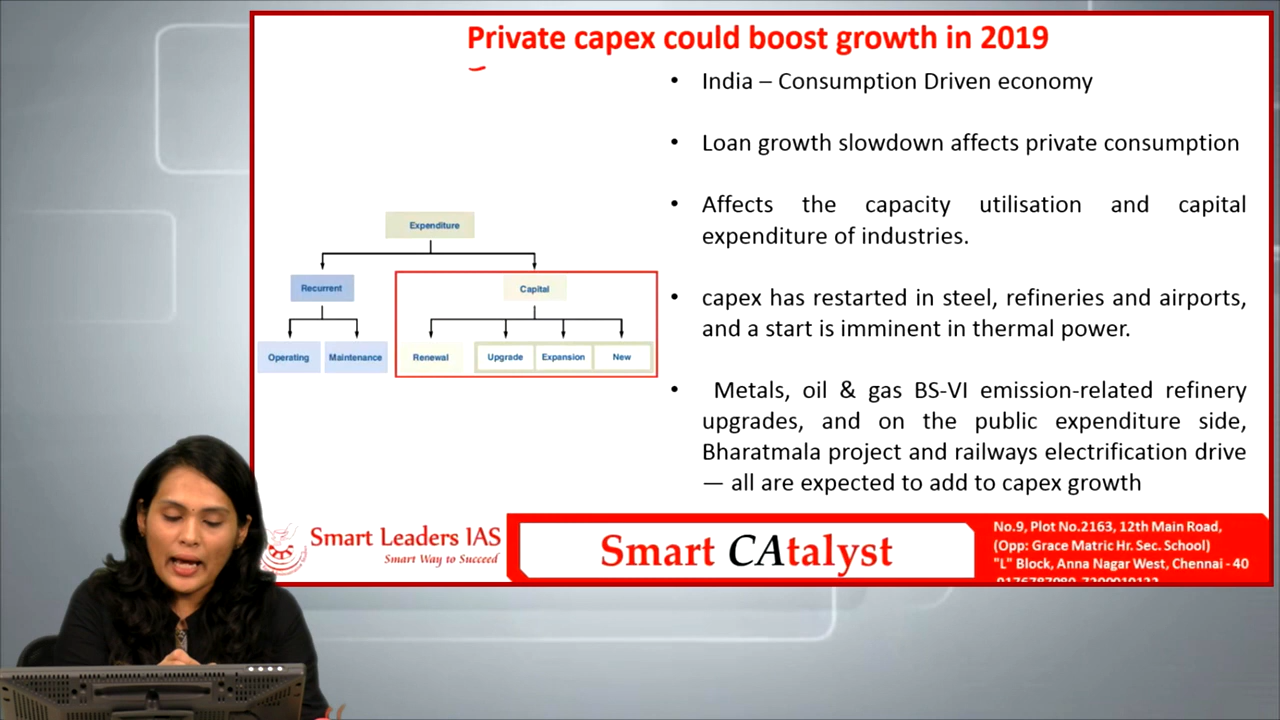 Private capex could boost growth in 2019
• India – Consumption Driven economy
• Loan growth slowdown affects private consumption
• Affects the capacity utilisation and capital
expenditure of industries.
• capex has restarted in steel, refineries and airports,
and a start is imminent in thermal power.
• Metals, oil & gas BS-VI emission-related refinery
upgrades, and on the public expenditure side,
Bharatmala project and railways electrification drive
— all are expected to add to capex growth
Expenditure
Recurrent
Capital
Operating
Maintenance
Renewal
Upgrade
Expansion
New
Smart Leaders IAS
Smart Way to Succeed
Smart CAtalyst
No.9, Plot No.2163, 12th Main Road,
(Opp: Grace Matric Hr. Sec. School)
"L" Block, Anna Nagar West, Chennai - 40